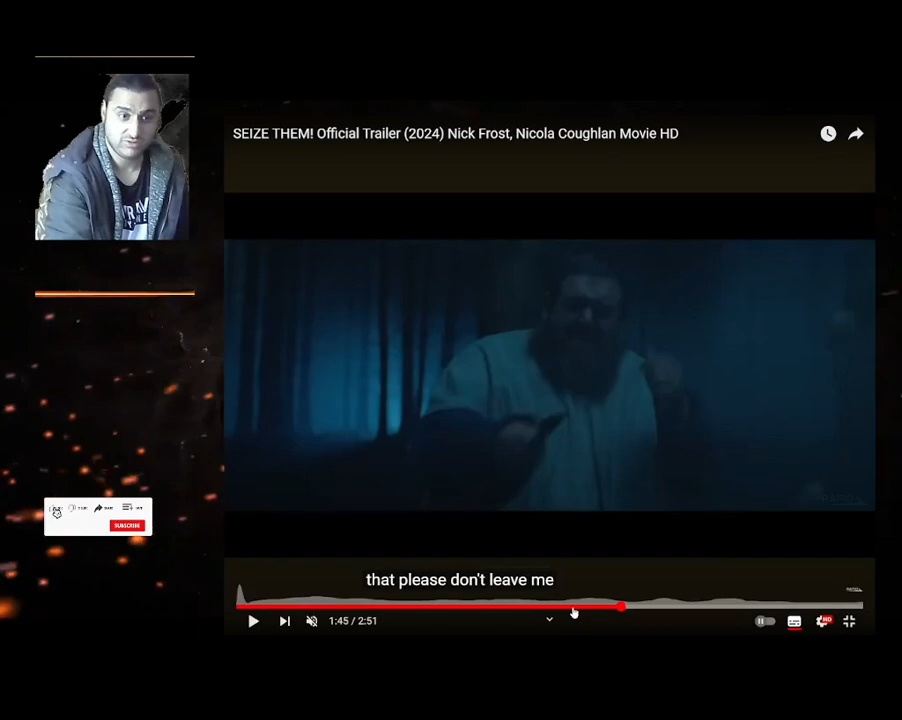 SEIZE THEM! Official Trailer (2024) Nick Frost, Nicola Coughlan Movie HD
that please don't leave me
1:45 / 2:51
HD
SUBSCRIBE